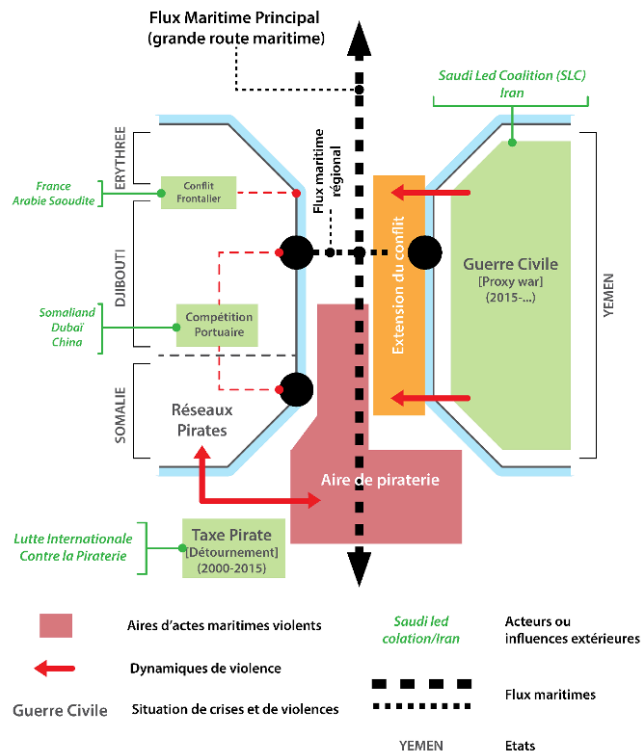 Flux Maritime Principal
(grande route maritime)
Saudi Led Coalition (SLC)
Iran
ERYTHREE
France
Arabie Saoudite
Conflit
Frontalier
Flux maritime
régional
DJIBOUTI
Extension du conflit
Guerre Civile
[Proxy war]
(2015-...)
YEMEN
Somaliand
Dubaï
China
Compétition
Portuaire
SOMALIE
Réseaux
Pirates
Aire de piraterie
Lutte Internationale
Contre la Piraterie
Taxe Pirate
[Détournement]
(2000-2015)
Aires d'actes maritimes violents
Saudi led
colation/Iran
Acteurs ou
influences extérieures
Dynamiques de violence
Flux maritimes
Guerre Civile
Situation de crises et de violences
YEMEN
Etats